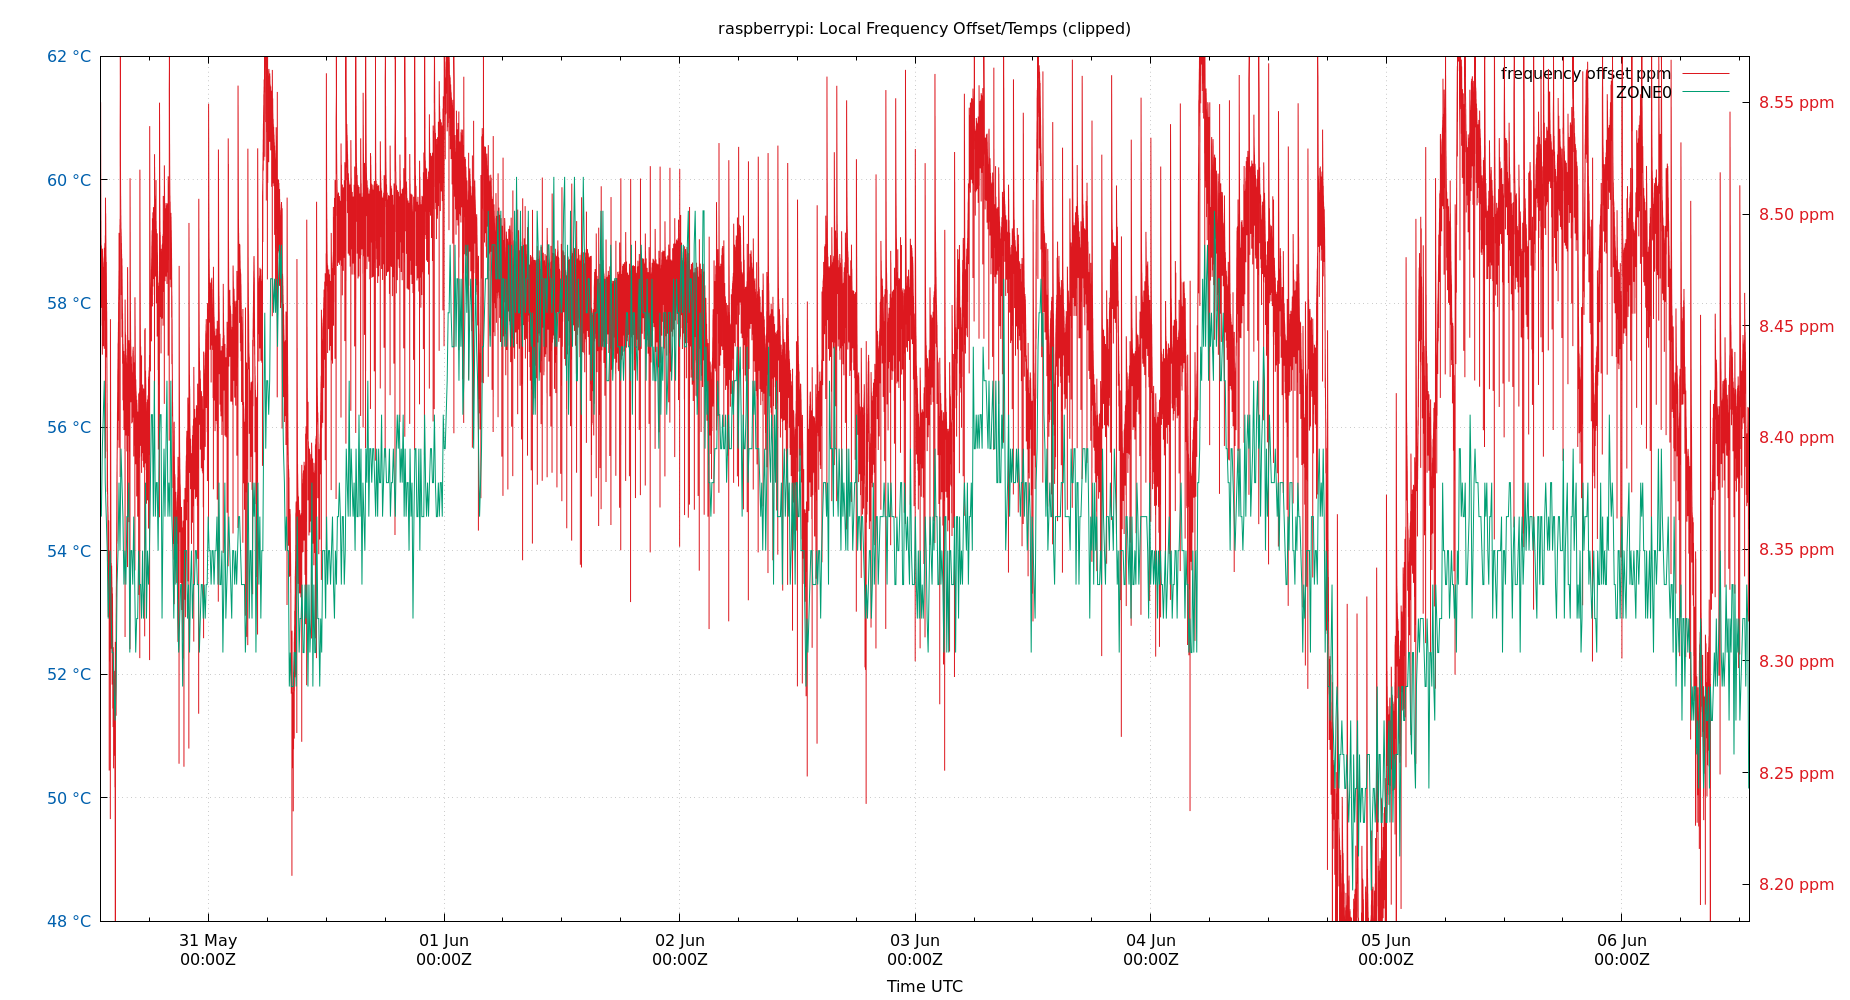 raspberrypi: Local Frequency Offset/Temps (clipped)
62 °C
60 °C
58 °C
56 °C
54 °C
52 °C
50 °C
48 °C
frequency offset ppm
ZONE0
8.55 ppm
8.50 ppm
8.45 ppm
8.40 ppm
8.35 ppm
8.30 ppm
8.25 ppm
8.20 ppm
31 May
00:00Z
01 Jun
00:00Z
02 Jun
00:00Z
03 Jun
00:00Z
04 Jun
00:00Z
05 Jun
00:00Z
06 Jun
00:00Z
Time UTC